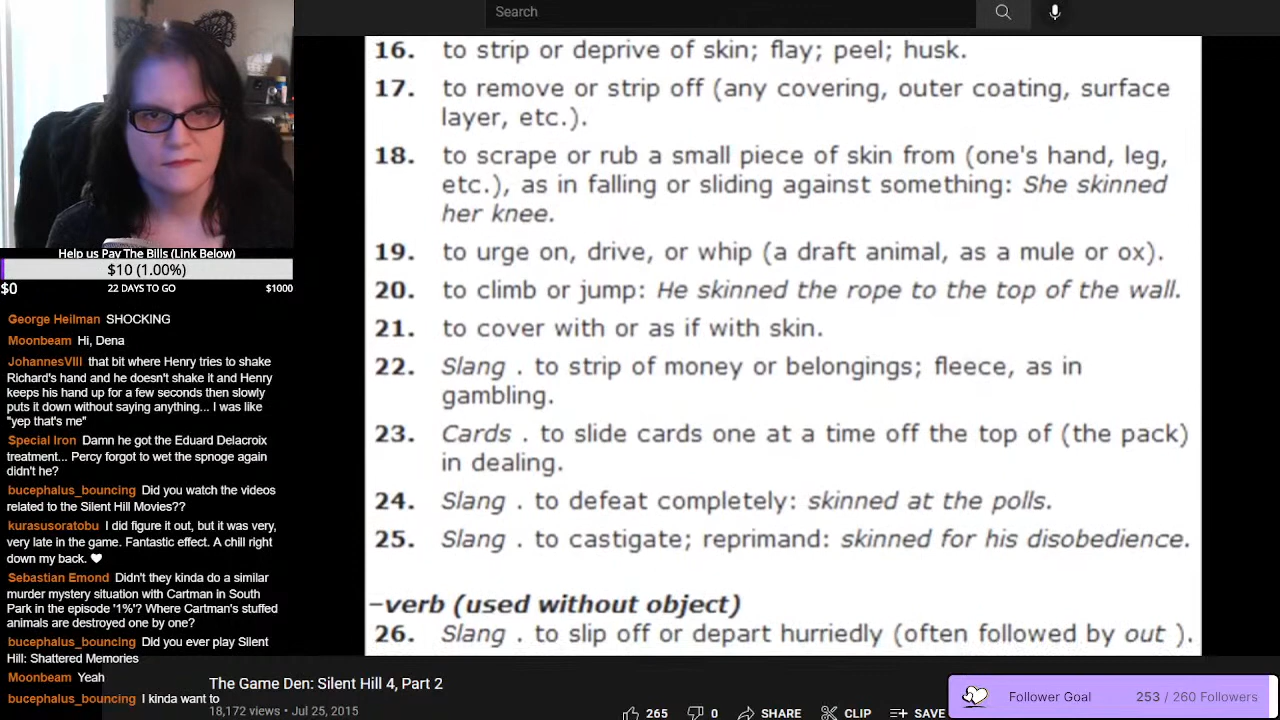 Search
16. to strip or deprive of skin; flay; peel; husk.
17. to remove or strip off (any covering, outer coating, surface
layer, etc.).
18. to scrape or rub a small piece of skin from (one's hand, leg,
etc.), as in falling or sliding against something: She skinned
her knee.
19. to urge on, drive, or whip (a draft animal, as a mule or ox).
20. to climb or jump: He skinned the rope to the top of the wall.
21. to cover with or as if with skin.
22. Slang . to strip of money or belongings; fleece, as in
gambling.
23. Cards . to slide cards one at a time off the top of (the pack)
in dealing.
24. Slang . to defeat completely: skinned at the polls.
25. Slang . to castigate; reprimand: skinned for his disobedience.
–verb (used without object)
26. Slang . to slip off or depart hurriedly (often followed by out ).
Help us Pay The Bills (Link Below)
$10 (1.00%)
$0 22 DAYS TO GO $1000
George Heilman SHOCKING
Moonbeam Hi, Dena
JohannesVIII that bit where Henry tries to shake
Richard's hand and he doesn't shake it and Henry
keeps his hand up for a few seconds then slowly
puts it down without saying anything... I was like
"yep that's me"
Special Iron Damn he got the Eduard Delacroix
treatment... Percy forgot to wet the spnoge again
didn't he?
bucephalus_bouncing Did you watch the videos
related to the Silent Hill Movies??
kurasusoratobu I did figure it out, but it was very,
very late in the game. Fantastic effect. A chill right
down my back. ❤
Sebastian Emond Didn't they kinda do a similar
murder mystery situation with Cartman in South
Park in the episode '1%'? Where Cartman's stuffed
animals are destroyed one by one?
bucephalus_bouncing Did you ever play Silent
Hill: Shattered Memories
Moonbeam Yeah
bucephalus_bouncing I kinda want to
The Game Den: Silent Hill 4, Part 2
18,172 views • Jul 25, 2015
265 0 SHARE CLIP SAVE
Follower Goal 253 / 260 Followers